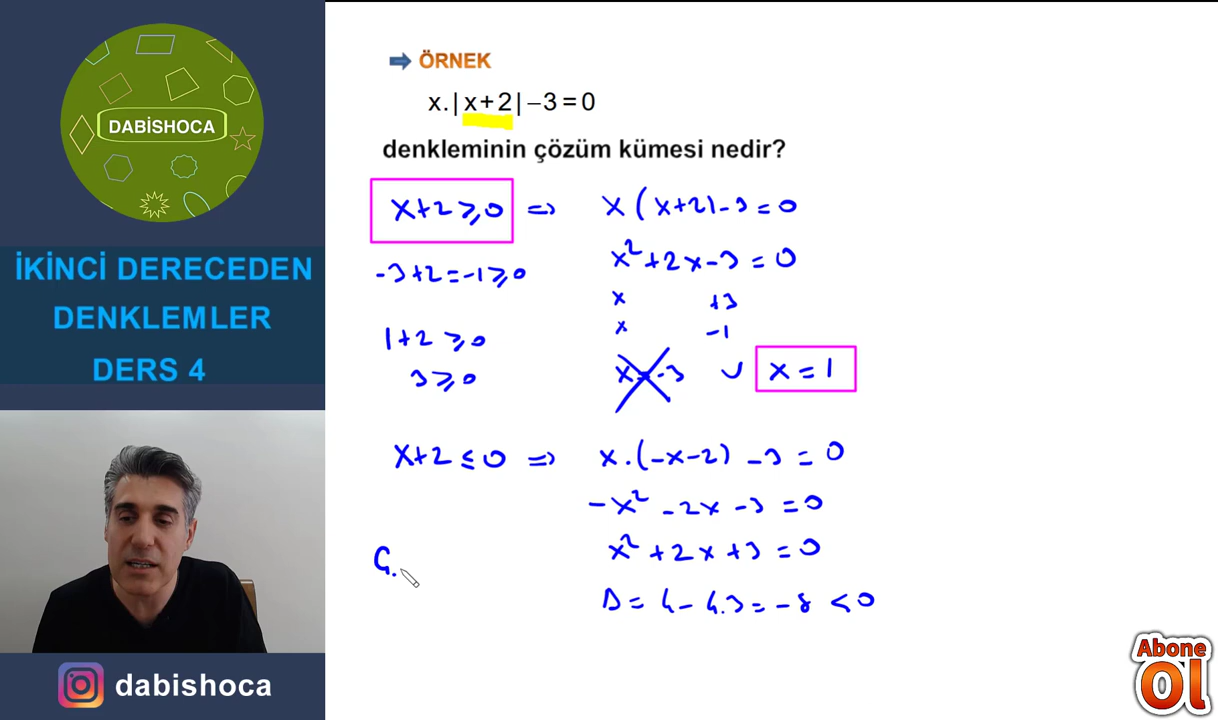 DABİSHOCA
İKİNCİ DERECEDEN
DENKLEMLER
DERS 4
dabishoca
ÖRNEK
x.|x+2|−3=0
denkleminin çözüm kümesi nedir?
x+2≥0 ⇒ x(x+2)-3=0
x²+2x-3=0
-3+2=-1≥0
x +3
x -1
1+2≥0
3≥0
x=-3 ✓ x=1
x+2≤0 ⇒ x.(-x-2)-3=0
-x²-2x-3=0
x²+2x+3=0
Ç.
Δ=4-4.3=-8<0
Abone
Ol